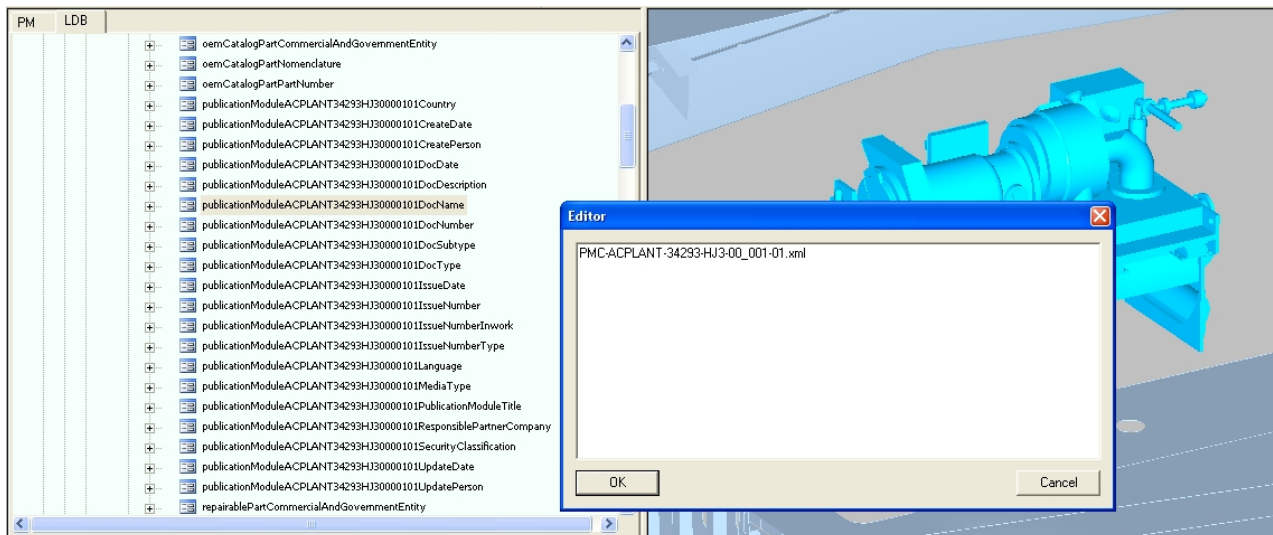 PM LDB
oemCatalogPartCommercialAndGovernmentEntity
oemCatalogPartNomenclature
oemCatalogPartPartNumber
publicationModuleACPLANT34293HJ30000101Country
publicationModuleACPLANT34293HJ30000101CreateDate
publicationModuleACPLANT34293HJ30000101CreatePerson
publicationModuleACPLANT34293HJ30000101DocDate
publicationModuleACPLANT34293HJ30000101DocDescription
publicationModuleACPLANT34293HJ30000101DocName
publicationModuleACPLANT34293HJ30000101DocNumber
publicationModuleACPLANT34293HJ30000101DocSubtype
publicationModuleACPLANT34293HJ30000101DocType
publicationModuleACPLANT34293HJ30000101IssueDate
publicationModuleACPLANT34293HJ30000101IssueNumber
publicationModuleACPLANT34293HJ30000101IssueNumberInwork
publicationModuleACPLANT34293HJ30000101IssueNumberType
publicationModuleACPLANT34293HJ30000101Language
publicationModuleACPLANT34293HJ30000101MediaType
publicationModuleACPLANT34293HJ30000101PublicationModuleTitle
publicationModuleACPLANT34293HJ30000101ResponsiblePartnerCompany
publicationModuleACPLANT34293HJ30000101SecurityClassification
publicationModuleACPLANT34293HJ30000101UpdateDate
publicationModuleACPLANT34293HJ30000101UpdatePerson
repairablePartCommercialAndGovernmentEntity
Editor
PMC-ACPLANT-34293-HJ3-00_001-01.xml
OK Cancel